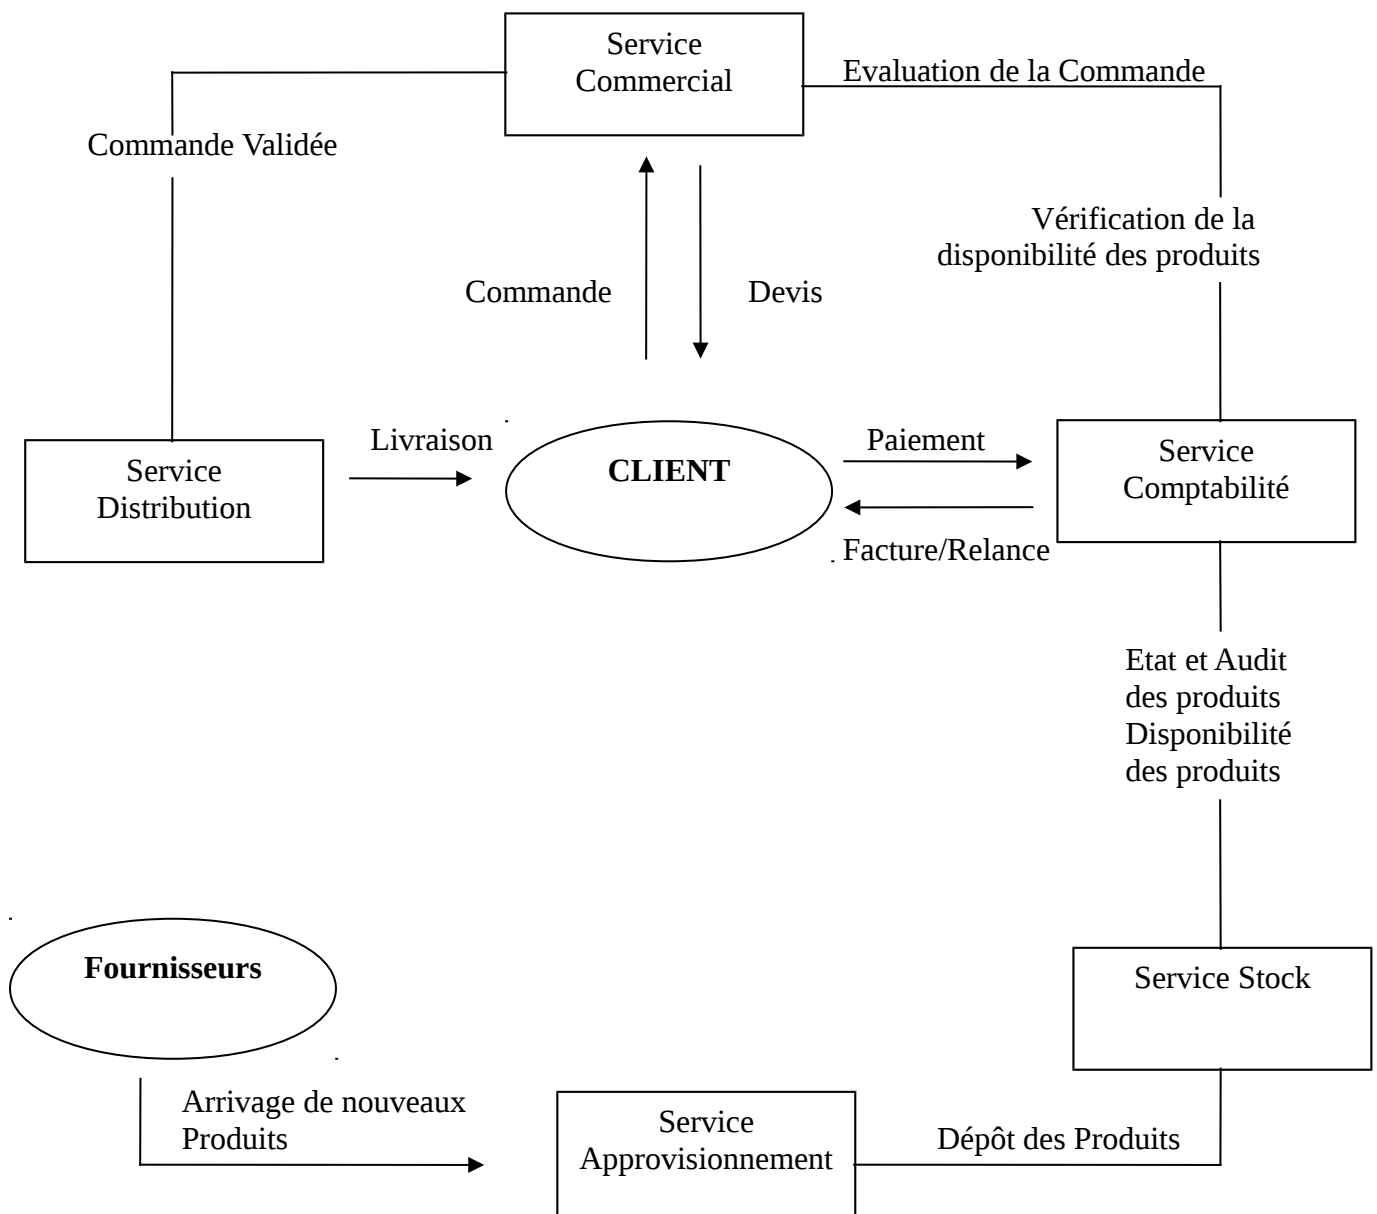 Service
Commercial
Evaluation de la Commande
Commande Validée
Vérification de la
disponibilité des produits
Commande
Devis
Livraison
CLIENT
Paiement
Service
Comptabilité
Service
Distribution
Facture/Relance
Etat et Audit
des produits
Disponibilité
des produits
Fournisseurs
Service Stock
Arrivage de nouveaux
Produits
Service
Approvisionnement
Dépôt des Produits